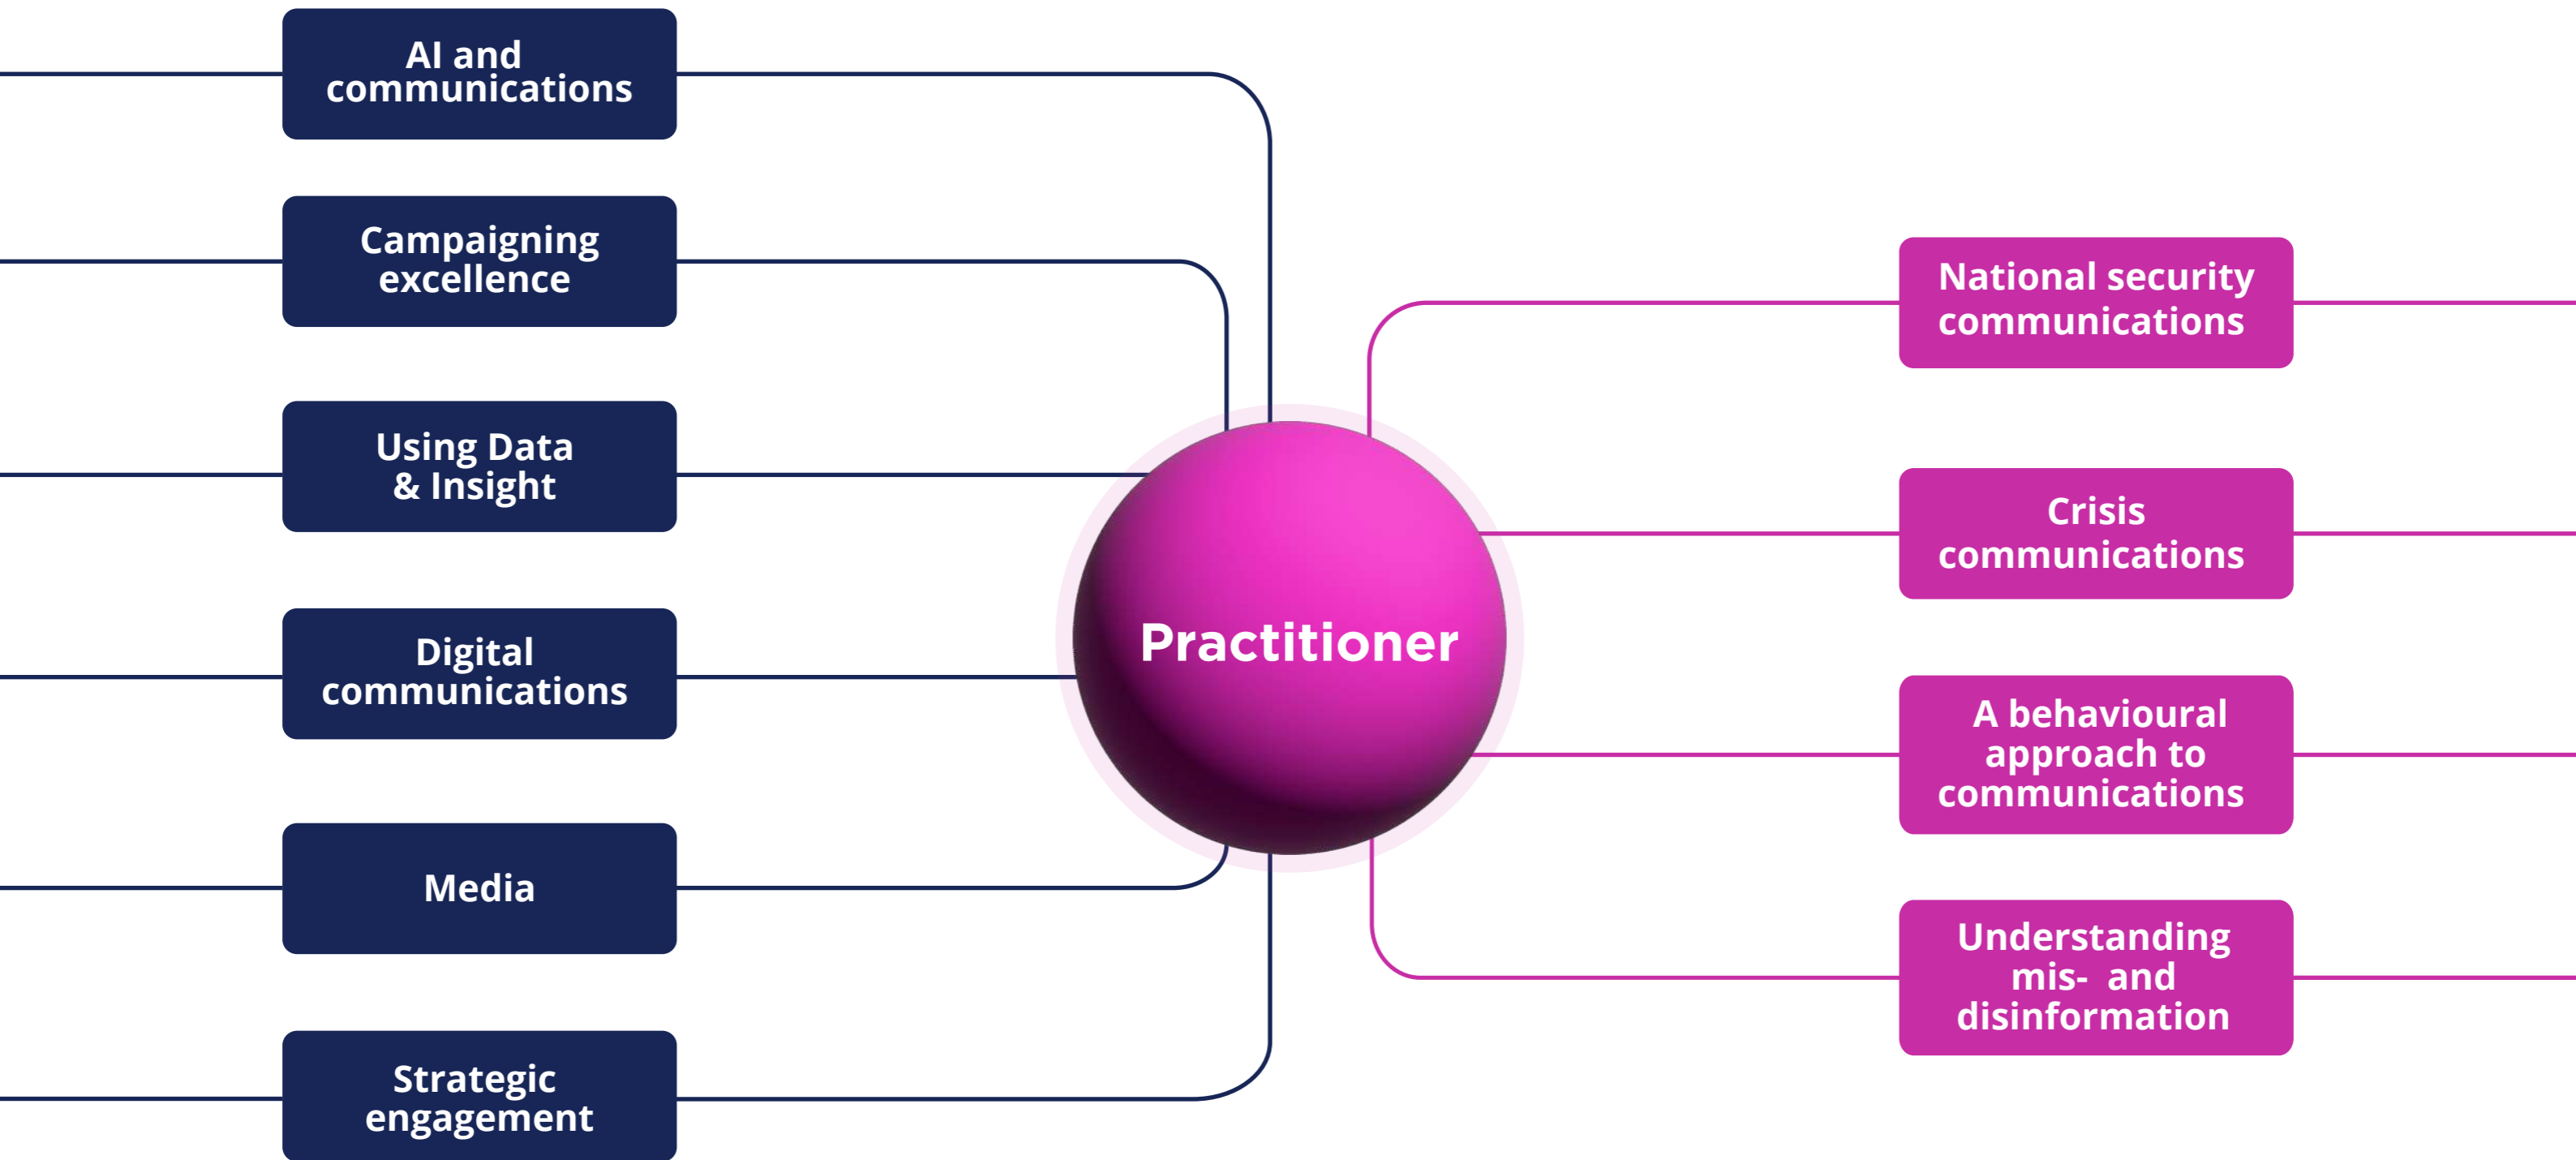 AI and
communications
Campaigning
excellence
Using Data
& Insight
Digital
communications
Media
Strategic
engagement
Practitioner
National security
communications
Crisis
communications
A behavioural
approach to
communications
Understanding
mis-  and
disinformation